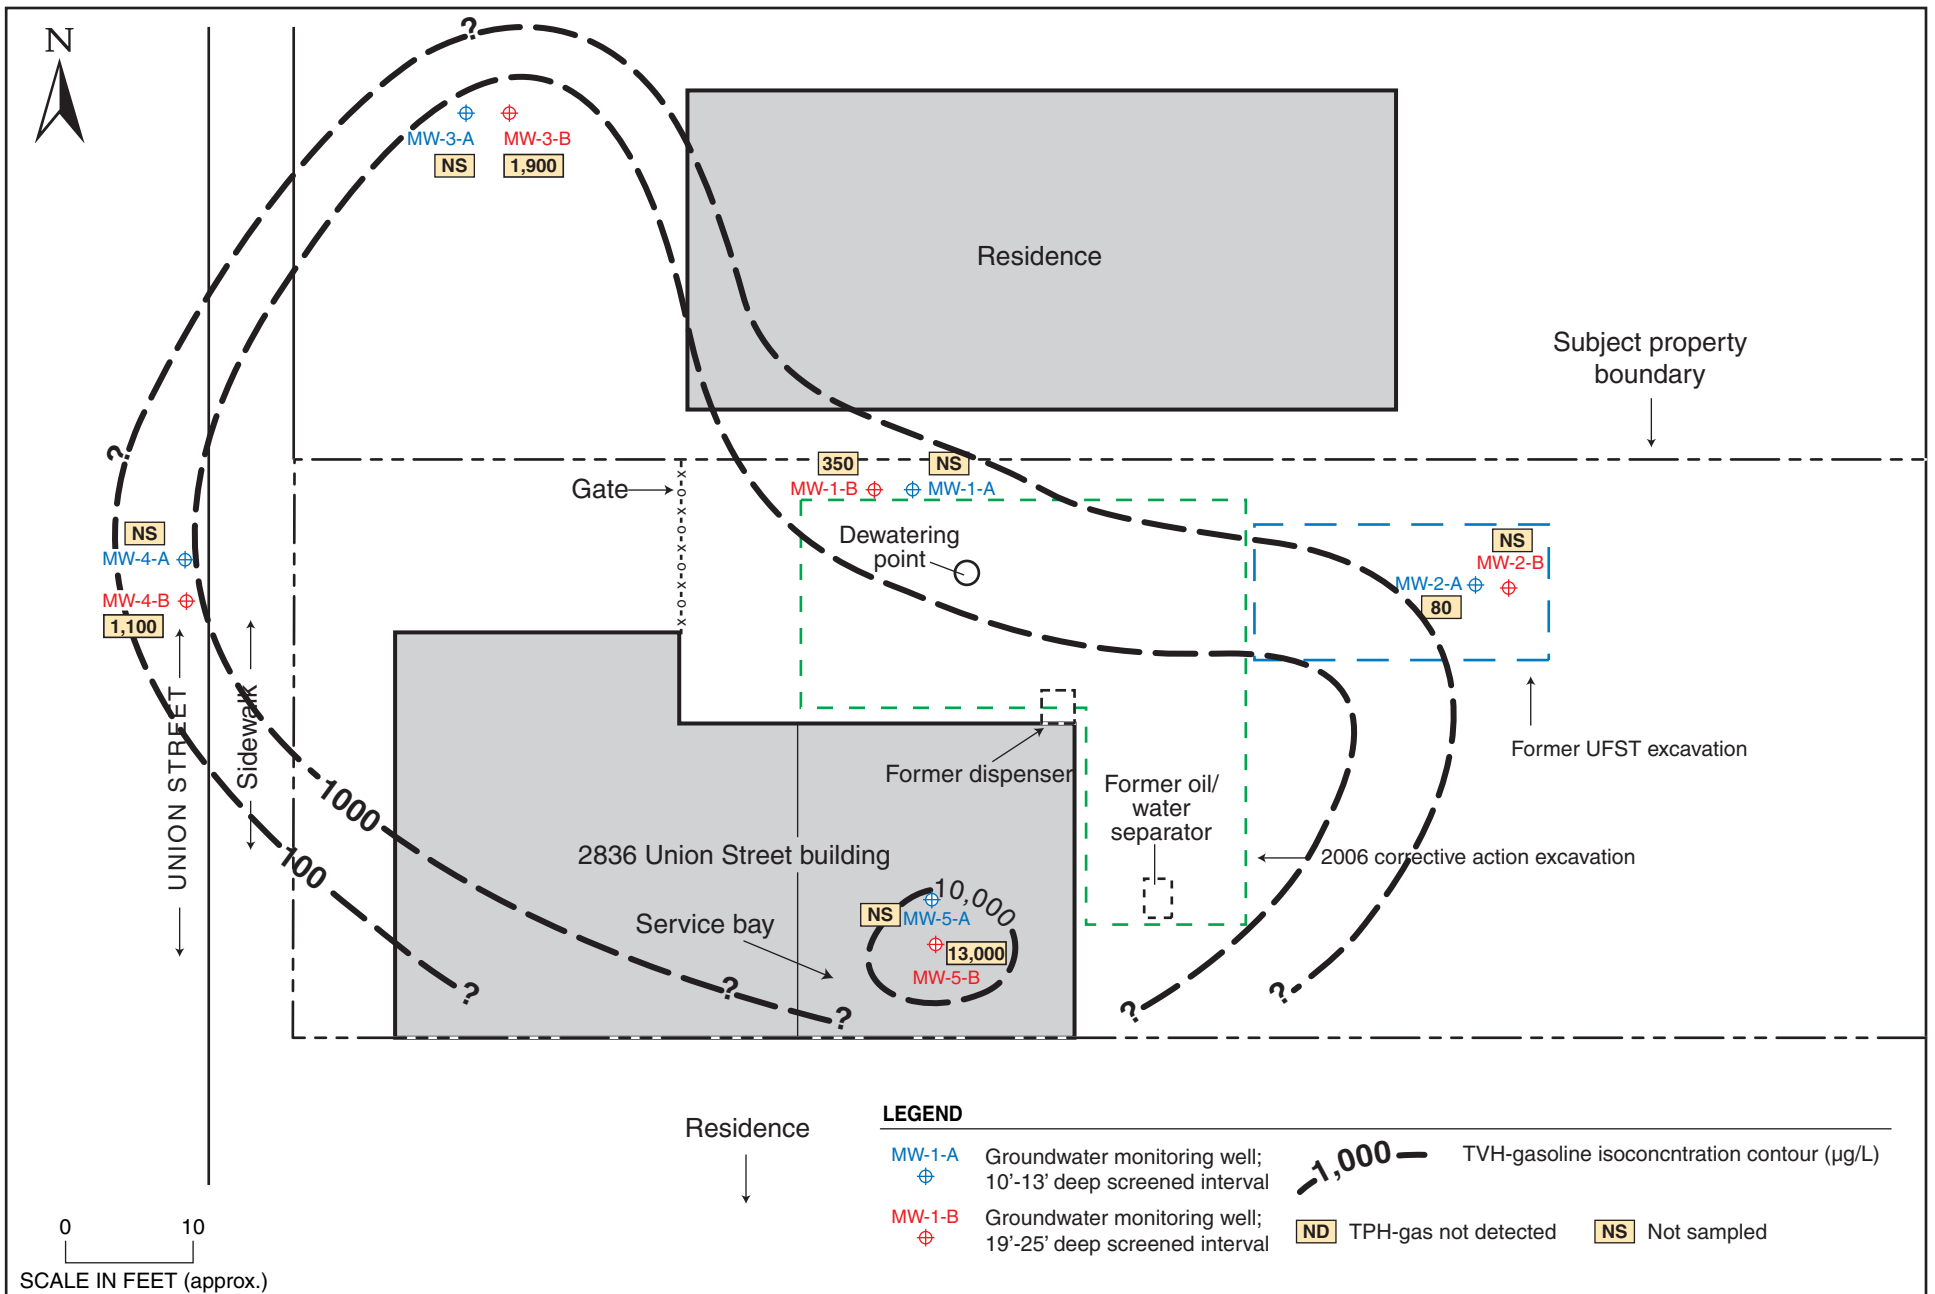 N
?
MW-3-A
MW-3-B
NS
1,900
Residence
Subject property
boundary
?
350
NS
Gate
MW-1-B
MW-1-A
x o x o x o x o x o x o x
NS
MW-4-A
MW-4-B
1,100
Dewatering
point
NS
MW-2-B
MW-2-A
80
UNION STREET
Sidewalk
Former dispenser
Former UFST excavation
Former oil/
water
separator
1000
100
2836 Union Street building
2006 corrective action excavation
10,000
NS
MW-5-A
Service bay
13,000
MW-5-B
?
?
?
?
?
Residence
LEGEND
MW-1-A
Groundwater monitoring well;
10'-13' deep screened interval
1,000
TVH-gasoline isoconcntration contour (µg/L)
MW-1-B
Groundwater monitoring well;
19'-25' deep screened interval
ND
TPH-gas not detected
NS
Not sampled
0
10
SCALE IN FEET (approx.)